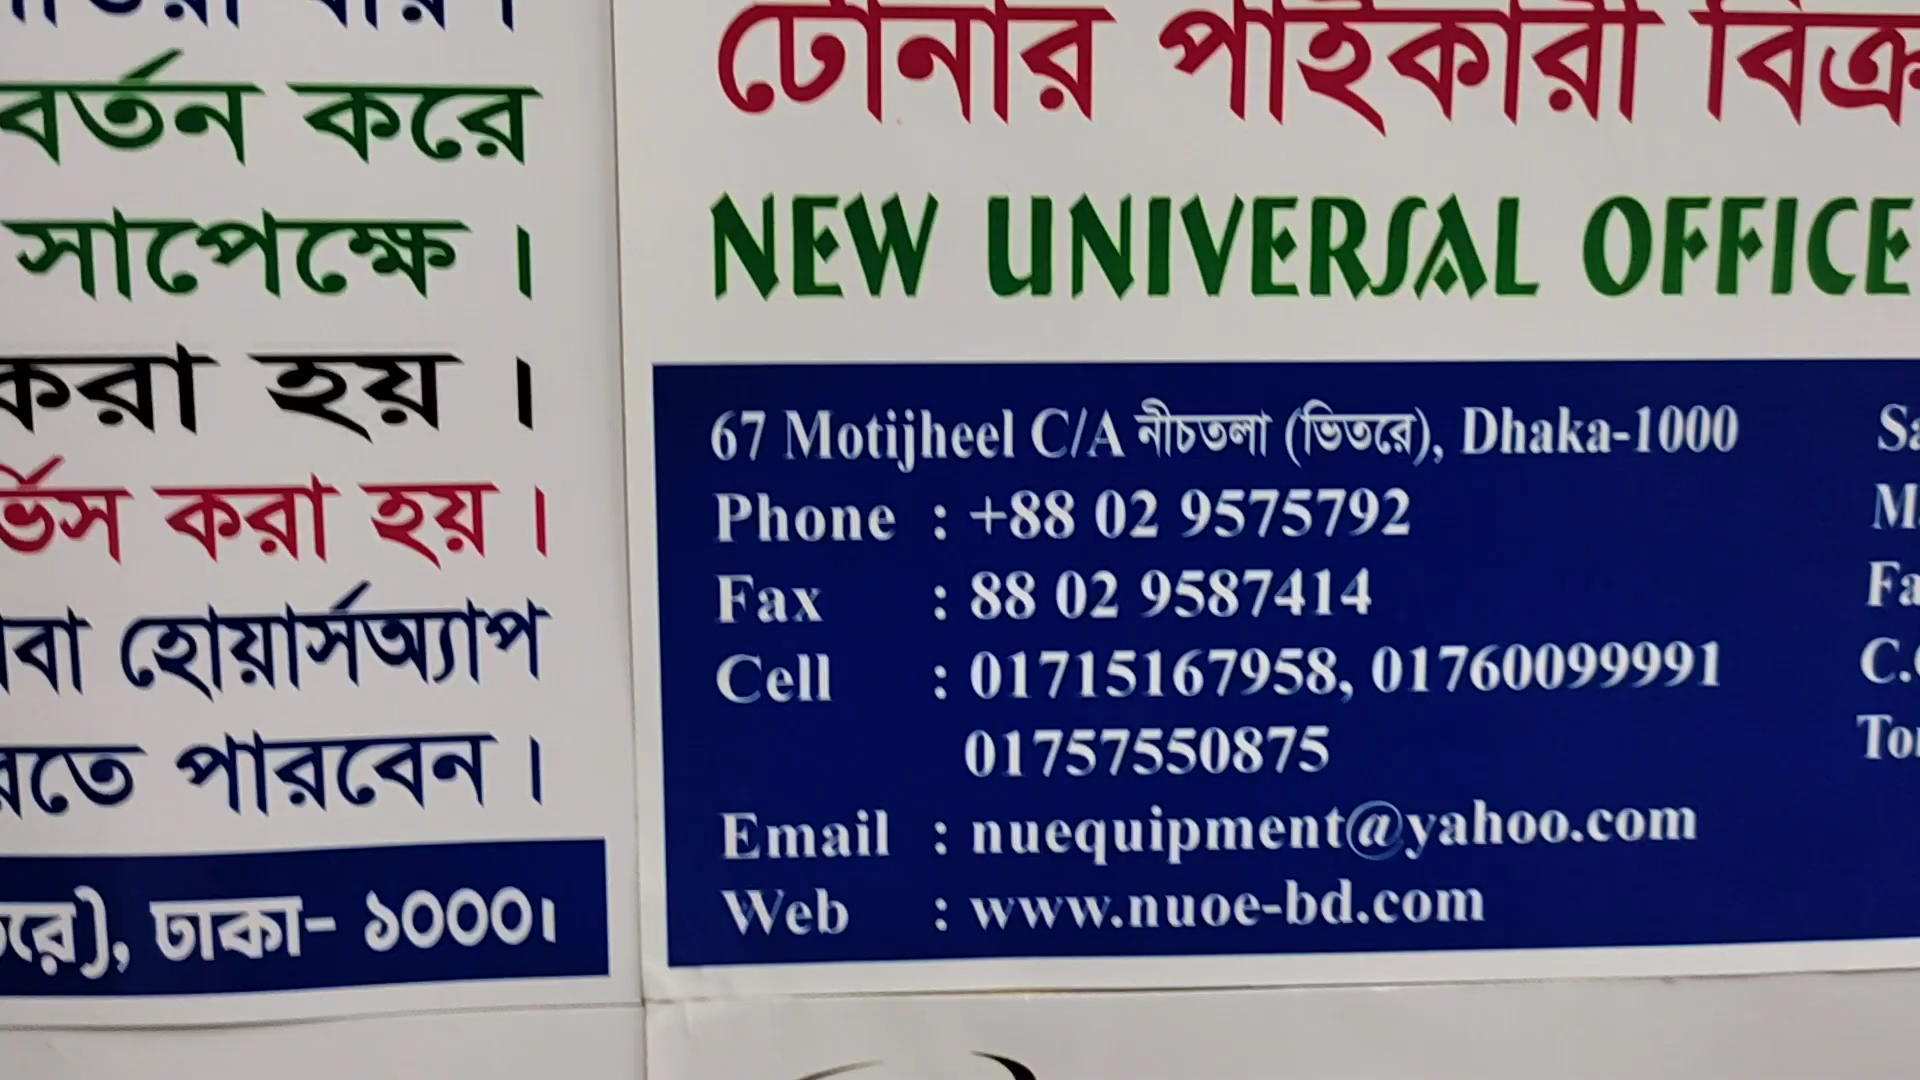 বর্তন করে
সাপেক্ষে ।
করা হয় ।
র্ভিস করা হয় ।
বা হোয়ার্সঅ্যাপ
রতে পারবেন ।
রে), ঢাকা- ১০০০।
টোনার পাইকারী বিক্র
NEW UNIVERSAL OFFICE
67 Motijheel C/A নীচতলা (ভিতরে), Dhaka-1000
Phone : +88 02 9575792
Fax : 88 02 9587414
Cell : 01715167958, 01760099991
01757550875
Email : nuequipment@yahoo.com
Web : www.nuoe-bd.com